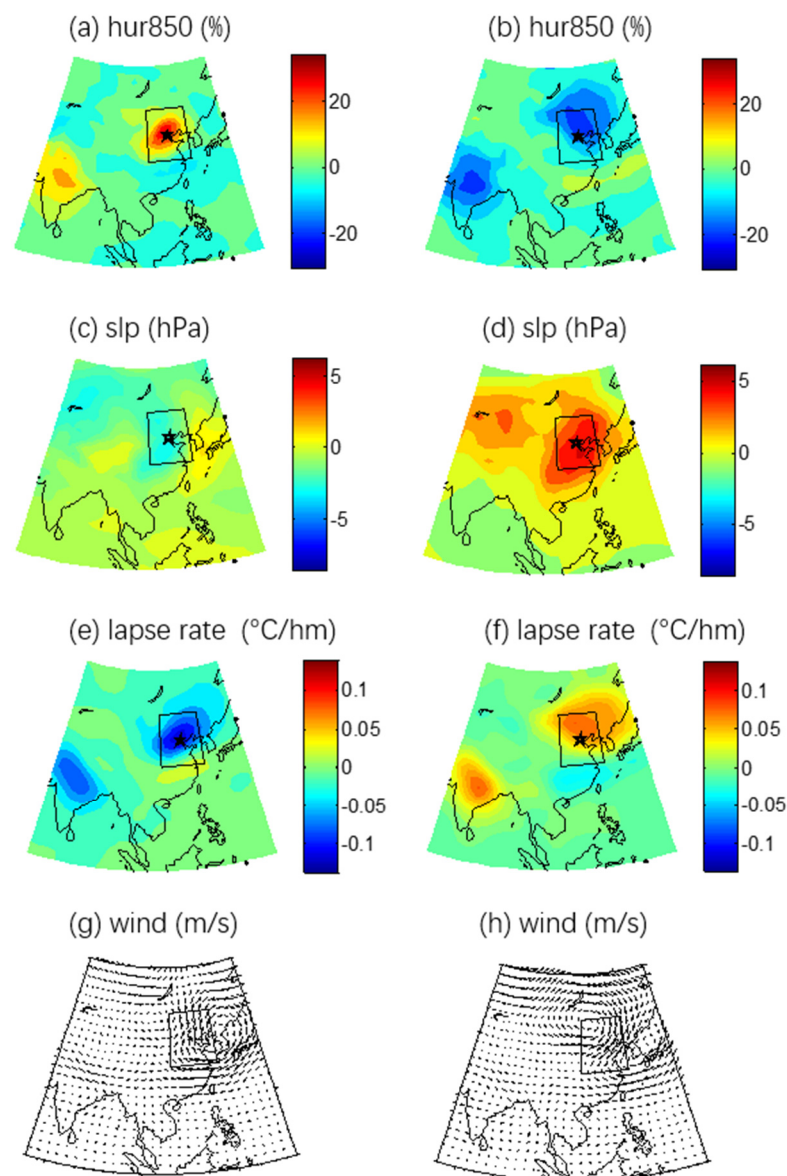 (a) hur850 (%)
(b) hur850 (%)
20
0
-20
20
0
-20
(c) slp (hPa)
(d) slp (hPa)
5
0
-5
5
0
-5
(e) lapse rate (°C/hm)
(f) lapse rate (°C/hm)
0.1
0.05
0
-0.05
-0.1
0.1
0.05
0
-0.05
-0.1
(g) wind (m/s)
(h) wind (m/s)